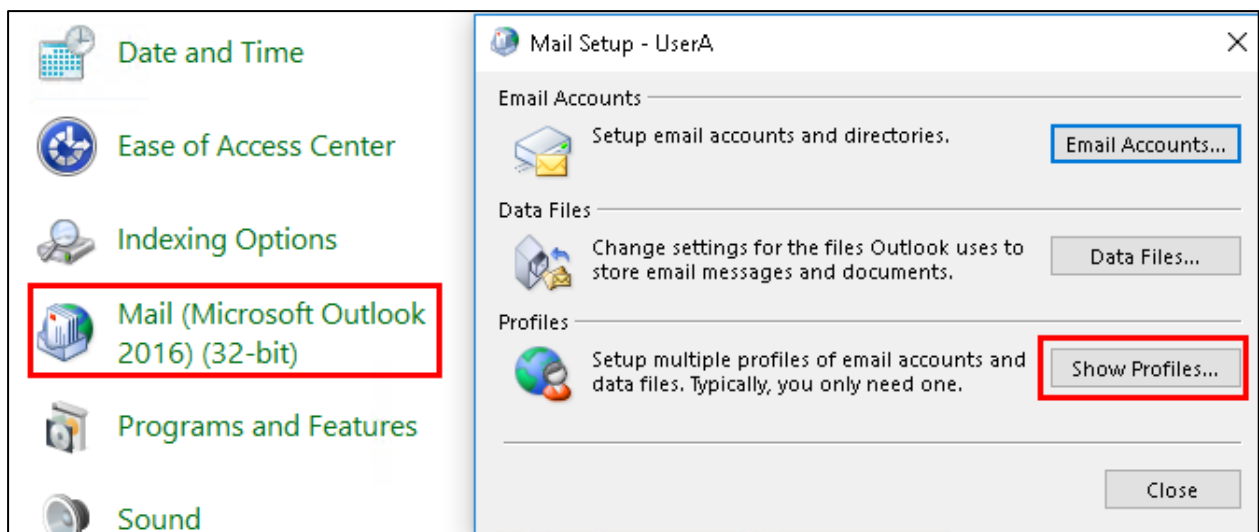 Date and Time
Ease of Access Center
Indexing Options
Mail (Microsoft Outlook
2016) (32-bit)
Programs and Features
Sound
Mail Setup - UserA
Email Accounts
Setup email accounts and directories.
Email Accounts...
Data Files
Change settings for the files Outlook uses to
store email messages and documents.
Data Files...
Profiles
Setup multiple profiles of email accounts and
data files. Typically, you only need one.
Show Profiles...
Close